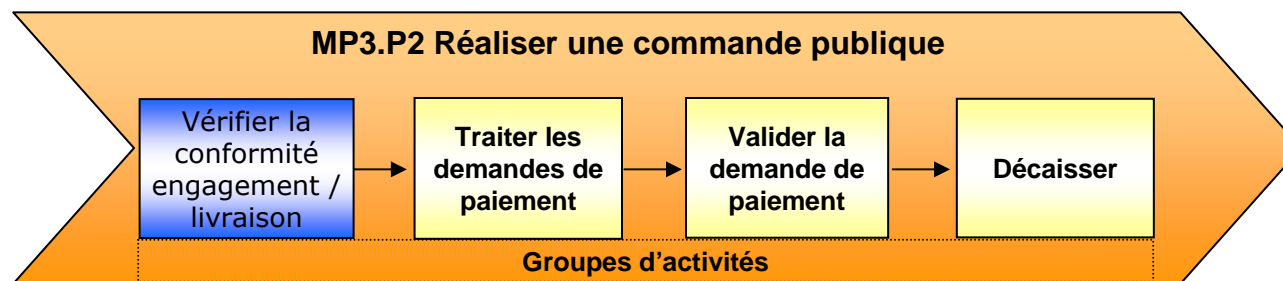 MP3.P2 Réaliser une commande publique
Vérifier la
conformité
engagement /
livraison
Traiter les
demandes de
paiement
Valider la
demande de
paiement
Décaisser
Groupes d’activités